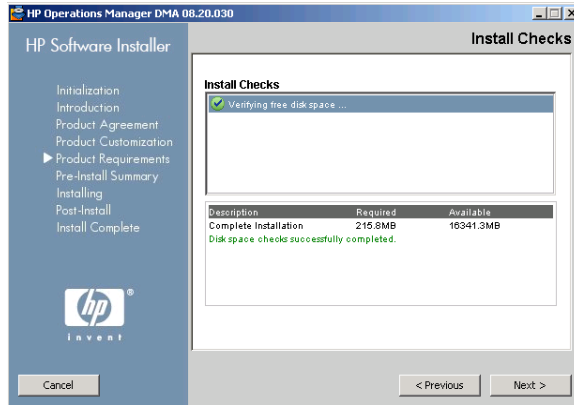 HP Operations Manager DMA 08.20.030
HP Software Installer
Install Checks
Initialization
Introduction
Product Agreement
Product Customization
Product Requirements
Pre-Install Summary
Installing
Post-Install
Install Complete
Install Checks
Verifying free disk space ...
Description Required Available
Complete Installation 215.8MB 16341.3MB
Disk space checks successfully completed.
hp ®
invent
Cancel
< Previous
Next >